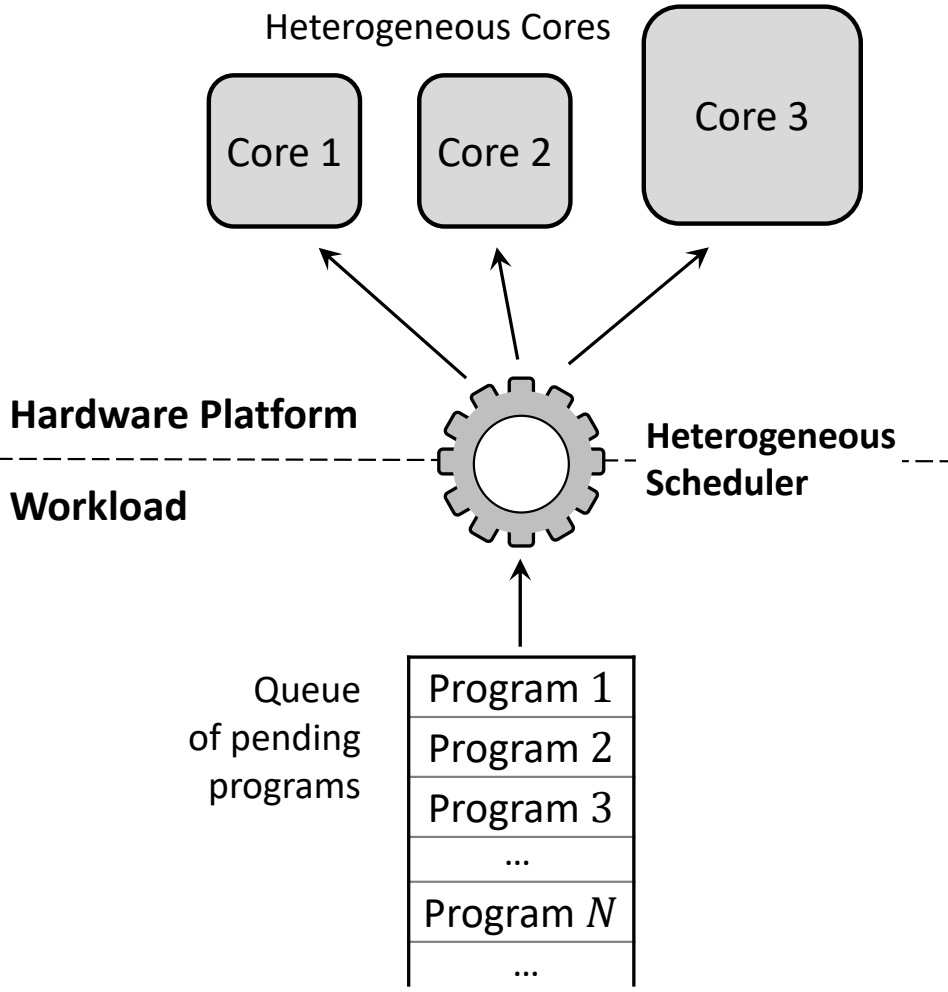 Heterogeneous Cores
Core 1
Core 2
Core 3
Hardware Platform
Heterogeneous
Scheduler
Workload
Queue
of pending
programs
Program 1
Program 2
Program 3
...
Program N
...